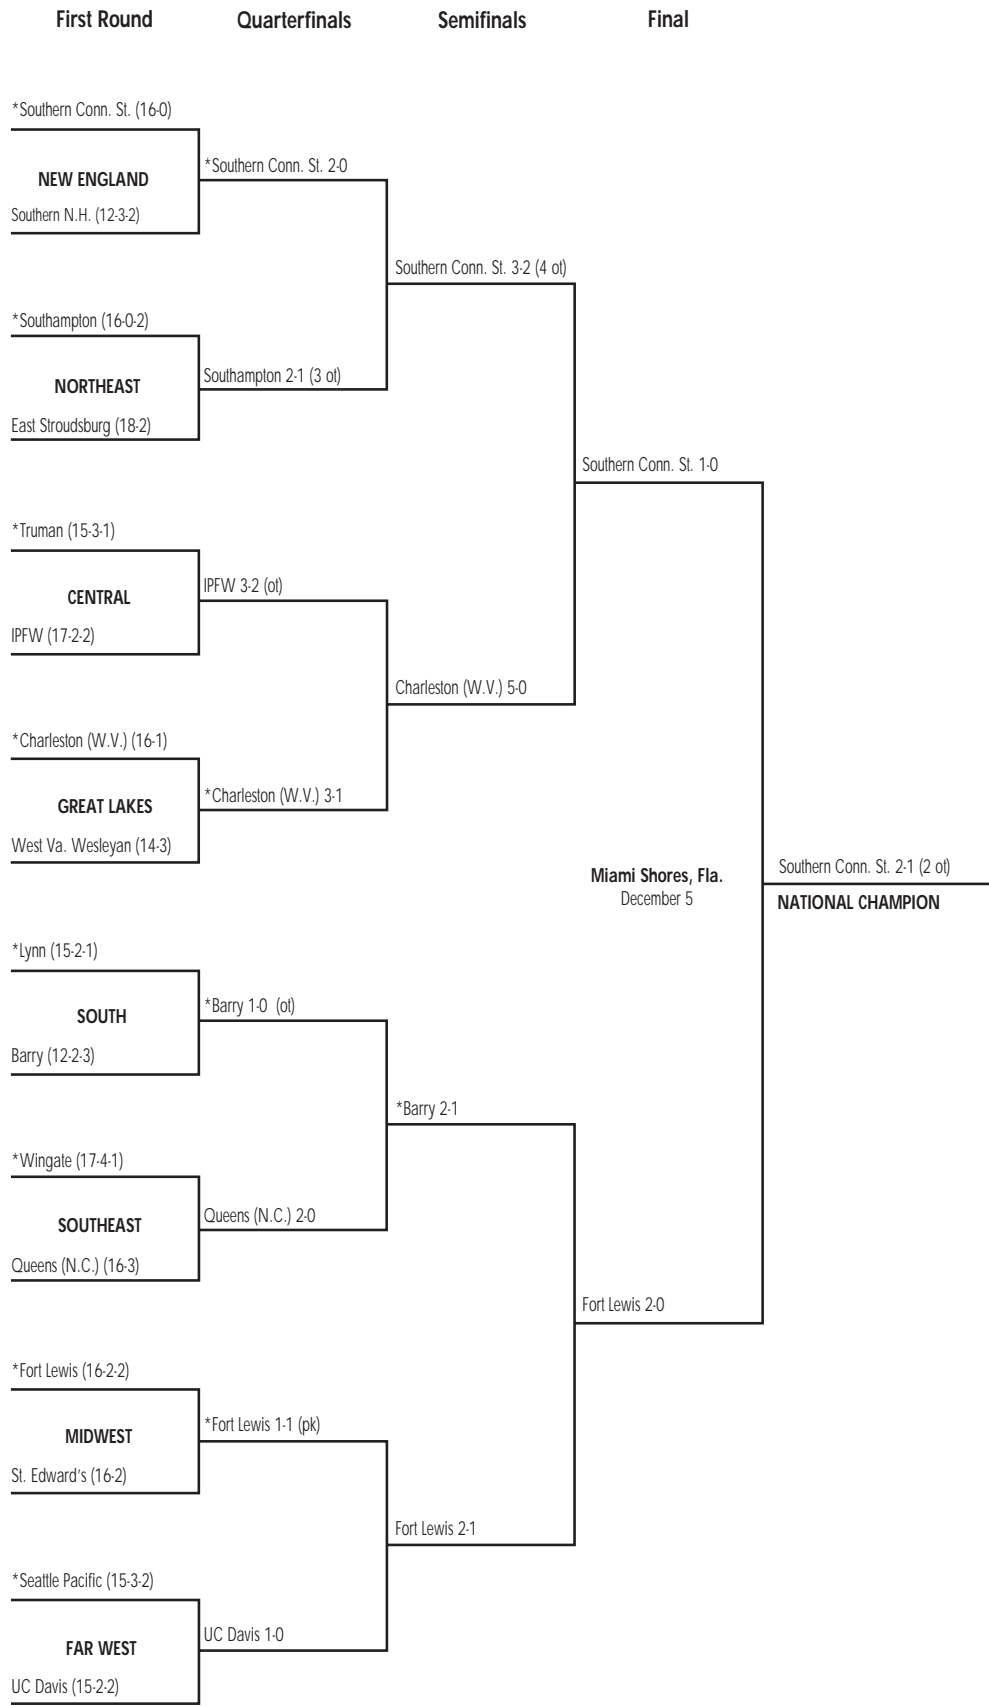 First Round Quarterfinals Semifinals Final
*Southern Conn. St. (16-0)
*Southern Conn. St. 2-0
NEW ENGLAND
Southern N.H. (12-3-2)
Southern Conn. St. 3-2 (4 ot)
*Southampton (16-0-2)
Southampton 2-1 (3 ot)
NORTHEAST
East Stroudsburg (18-2)
Southern Conn. St. 1-0
*Truman (15-3-1)
IPFW 3-2 (ot)
CENTRAL
IPFW (17-2-2)
Charleston (W.V.) 5-0
*Charleston (W.V.) (16-1)
*Charleston (W.V.) 3-1
GREAT LAKES
West Va. Wesleyan (14-3)
Southern Conn. St. 2-1 (2 ot)
Miami Shores, Fla.
December 5
NATIONAL CHAMPION
*Lynn (15-2-1)
*Barry 1-0 (ot)
SOUTH
Barry (12-2-3)
*Barry 2-1
*Wingate (17-4-1)
Queens (N.C.) 2-0
SOUTHEAST
Queens (N.C.) (16-3)
Fort Lewis 2-0
*Fort Lewis (16-2-2)
*Fort Lewis 1-1 (pk)
MIDWEST
St. Edward's (16-2)
Fort Lewis 2-1
*Seattle Pacific (15-3-2)
UC Davis 1-0
FAR WEST
UC Davis (15-2-2)